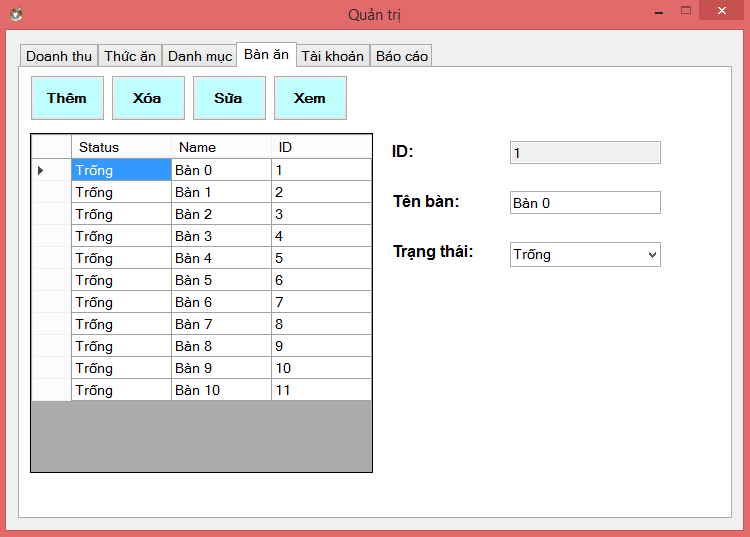 Quản trị
Doanh thu Thức ăn Danh mục Bàn ăn Tài khoản Báo cáo
Thêm Xóa Sửa Xem
Status Name ID
Trống Bàn 0 1
Trống Bàn 1 2
Trống Bàn 2 3
Trống Bàn 3 4
Trống Bàn 4 5
Trống Bàn 5 6
Trống Bàn 6 7
Trống Bàn 7 8
Trống Bàn 8 9
Trống Bàn 9 10
Trống Bàn 10 11
ID: 1
Tên bàn: Bàn 0
Trạng thái: Trống